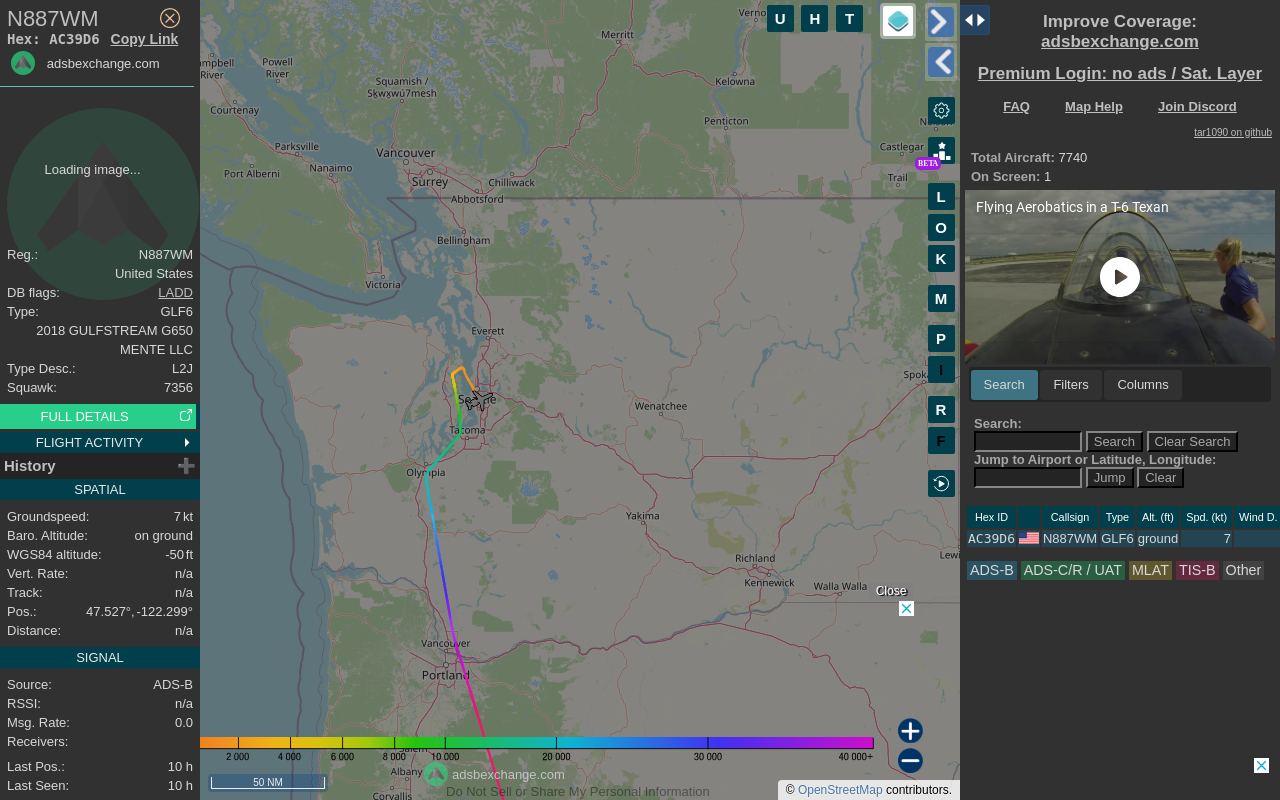 N887WM
Hex: AC39D6 Copy Link
adsbexchange.com
Loading image...
Reg.: N887WM
United States
DB flags: LADD
Type: GLF6
2018 GULFSTREAM G650
MENTE LLC
Type Desc.: L2J
Squawk: 7356
FULL DETAILS
FLIGHT ACTIVITY
History
SPATIAL
Groundspeed: 7 kt
Baro. Altitude: on ground
WGS84 altitude: -50 ft
Vert. Rate: n/a
Track: n/a
Pos.: 47.527°, -122.299°
Distance: n/a
SIGNAL
Source: ADS-B
RSSI: n/a
Msg. Rate: 0.0
Receivers:
Last Pos.: 10 h
Last Seen: 10 h
U H T
Merritt
Powell
River
River
Squamish /
Sḵwx̱wú7mesh
Kelowna
Courtenay
Penticton
Parksville
Nanaimo
Vancouver
Castlegar
BETA
Port Alberni
Surrey
Chilliwack
Trail
Abbotsford
L
O
Bellingham
K
Victoria
M
Everett
P
I
Wenatchee
R
Tacoma
F
Olympia
Yakima
Richland
Kennewick
Walla Walla
Close
Vancouver
Portland
2 000 4 000 6 000 8 000 10 000 20 000 30 000 40 000+
Albany
adsbexchange.com
50 NM
Do Not Sell or Share My Personal Information
Corvallis
© OpenStreetMap contributors.
Improve Coverage:
adsbexchange.com
Premium Login: no ads / Sat. Layer
FAQ Map Help Join Discord
tar1090 on github
Total Aircraft: 7740
On Screen: 1
Flying Aerobatics in a T-6 Texan
Search Filters Columns
Search:
Search Clear Search
Jump to Airport or Latitude, Longitude:
Jump Clear
Hex ID Callsign Type Alt. (ft) Spd. (kt) Wind D.
AC39D6 N887WM GLF6 ground 7
ADS-B ADS-C/R / UAT MLAT TIS-B Other